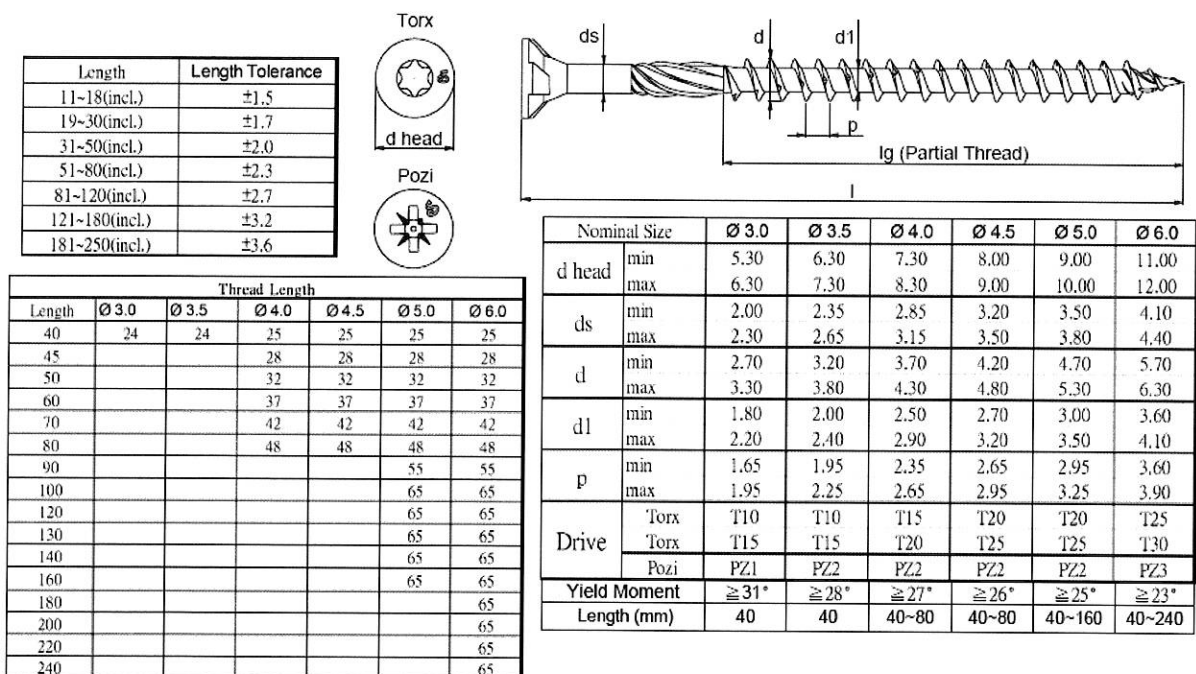 Length Length Tolerance
11~18(incl.) ±1.5
19~30(incl.) ±1.7
31~50(incl.) ±2.0
51~80(incl.) ±2.3
81~120(incl.) ±2.7
121~180(incl.) ±3.2
181~250(incl.) ±3.6
Torx
d head
Pozi
ds d d1
p
lg (Partial Thread)
l
Thread Length
Length Ø 3.0 Ø 3.5 Ø 4.0 Ø 4.5 Ø 5.0 Ø 6.0
40 24 24 25 25 25 25
45 28 28 28 28
50 32 32 32 32
60 37 37 37 37
70 42 42 42 42
80 48 48 48 48
90 55 55
100 65 65
120 65 65
130 65 65
140 65 65
160 65 65
180 65
200 65
220 65
240 65
Nominal Size Ø 3.0 Ø 3.5 Ø 4.0 Ø 4.5 Ø 5.0 Ø 6.0
d head min 5.30 6.30 7.30 8.00 9.00 11.00
max 6.30 7.30 8.30 9.00 10.00 12.00
ds min 2.00 2.35 2.85 3.20 3.50 4.10
max 2.30 2.65 3.15 3.50 3.80 4.40
d min 2.70 3.20 3.70 4.20 4.70 5.70
max 3.30 3.80 4.30 4.80 5.30 6.30
d1 min 1.80 2.00 2.50 2.70 3.00 3.60
max 2.20 2.40 2.90 3.20 3.50 4.10
p min 1.65 1.95 2.35 2.65 2.95 3.60
max 1.95 2.25 2.65 2.95 3.25 3.90
Drive Torx T10 T10 T15 T20 T20 T25
Torx T15 T15 T20 T25 T25 T30
Pozi PZ1 PZ2 PZ2 PZ2 PZ2 PZ3
Yield Moment ≧31° ≧28° ≧27° ≧26° ≧25° ≧23°
Length (mm) 40 40 40~80 40~80 40~160 40~240